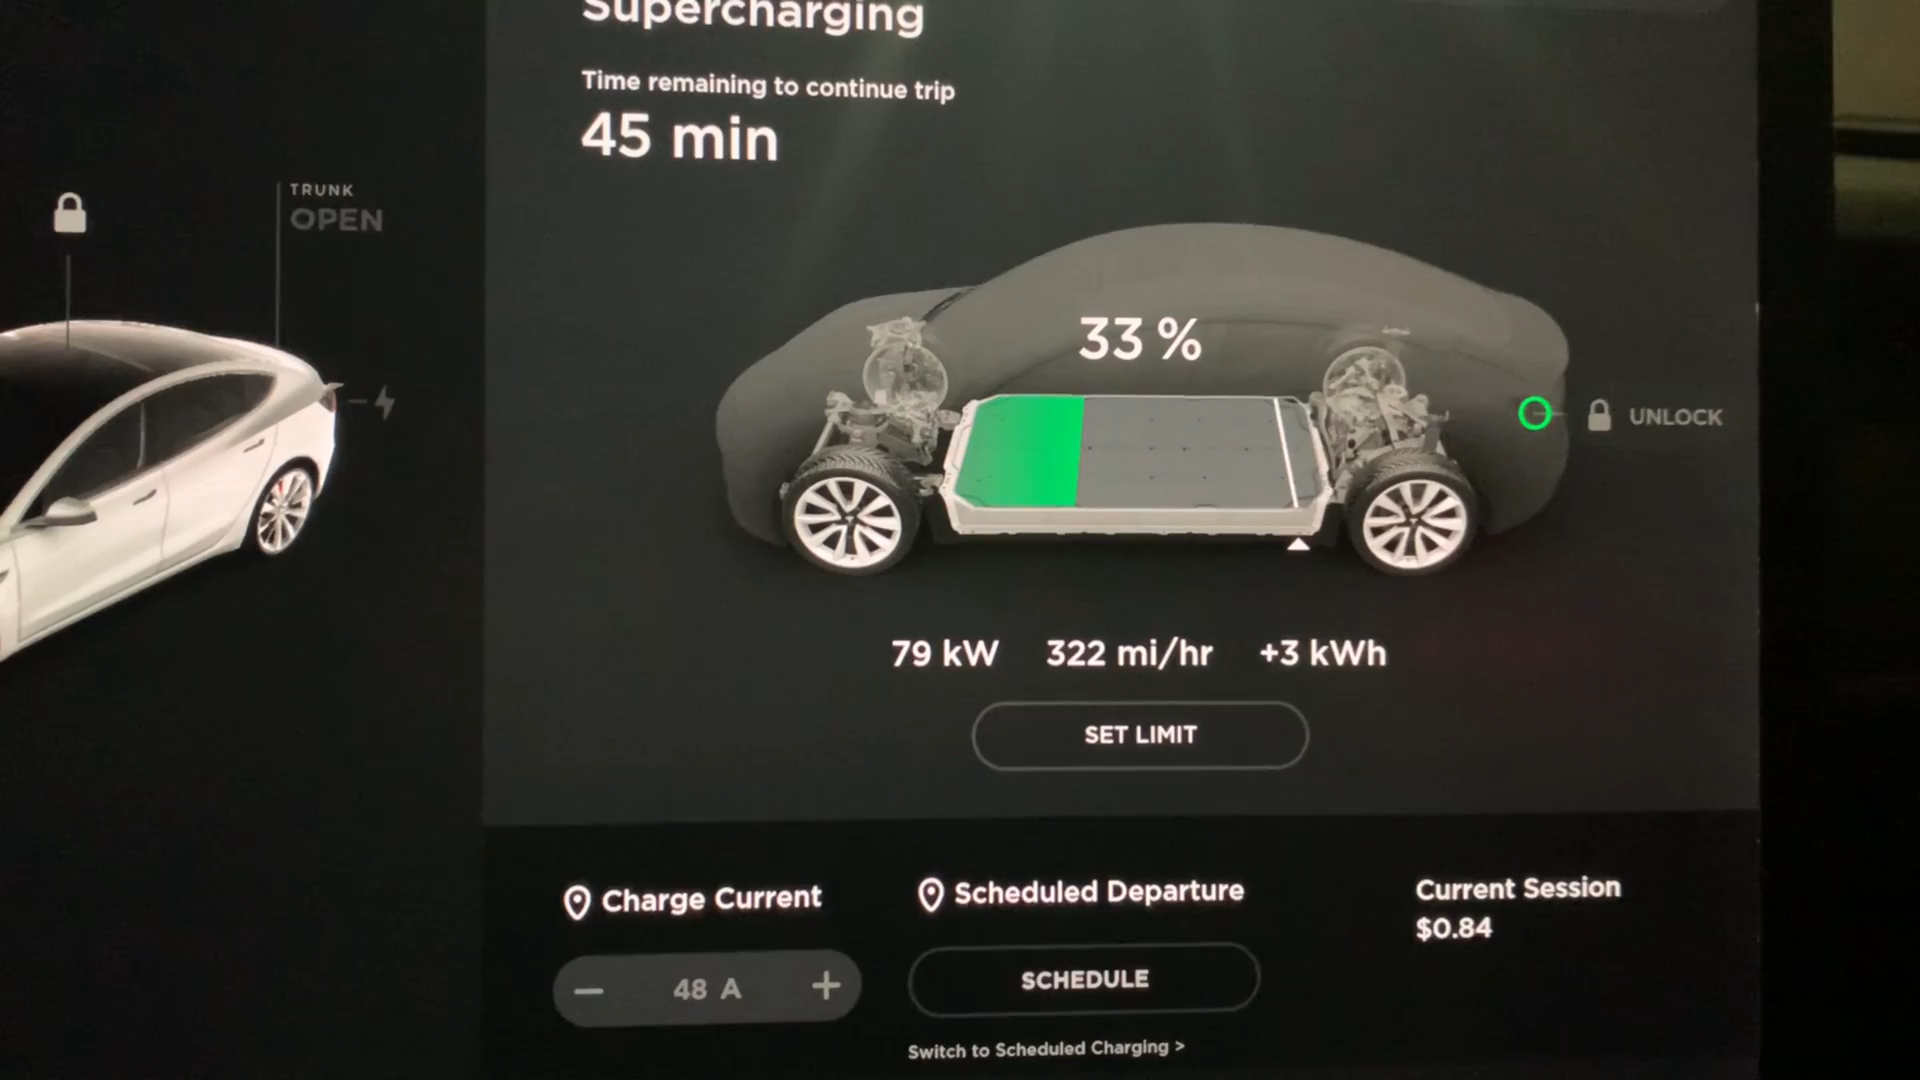 Supercharging
Time remaining to continue trip
45 min
TRUNK
OPEN
33 %
UNLOCK
79 kW 322 mi/hr +3 kWh
SET LIMIT
Charge Current
Scheduled Departure
Current Session
$0.84
− 48 A +
SCHEDULE
Switch to Scheduled Charging >